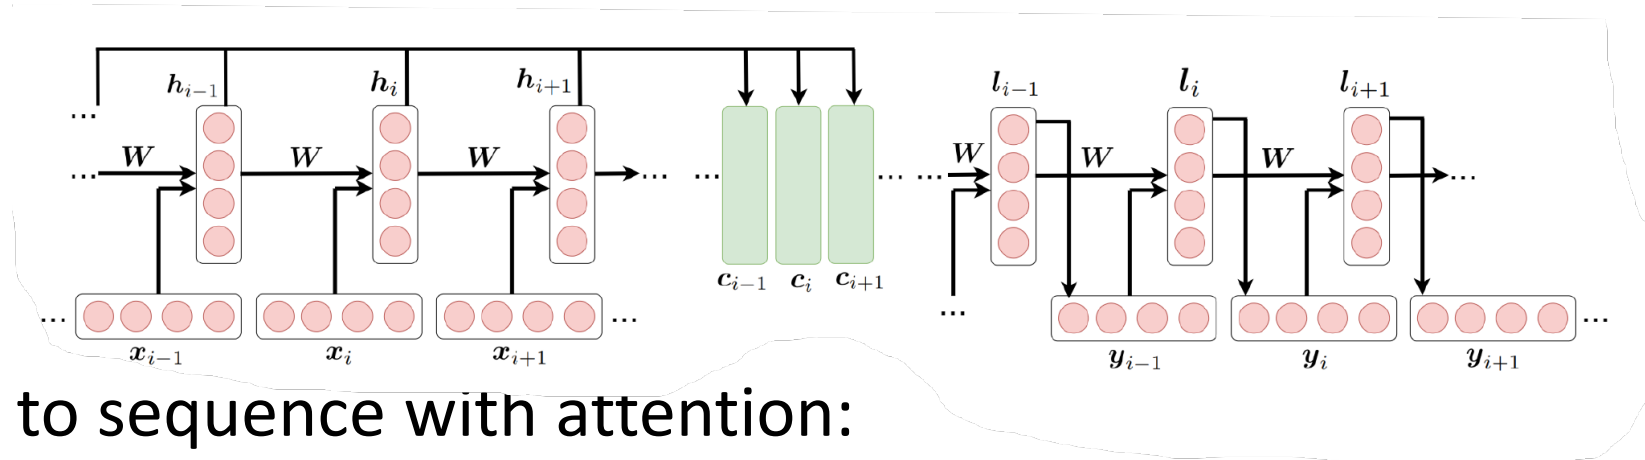 h_{i-1} h_i h_{i+1} l_{i-1} l_i l_{i+1}
...
... W W W ... ... ... ... W W W ...
c_{i-1} c_i c_{i+1}
... ... ... ...
x_{i-1} x_i x_{i+1} y_{i-1} y_i y_{i+1}
to sequence with attention: